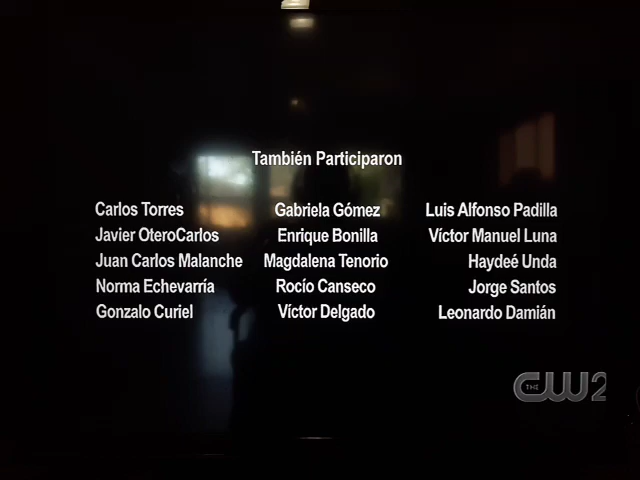 También Participaron
Carlos Torres
Javier OteroCarlos
Juan Carlos Malanche
Norma Echevarría
Gonzalo Curiel
Gabriela Gómez
Enrique Bonilla
Magdalena Tenorio
Rocío Canseco
Víctor Delgado
Luis Alfonso Padilla
Víctor Manuel Luna
Haydeé Unda
Jorge Santos
Leonardo Damián
THE CW2